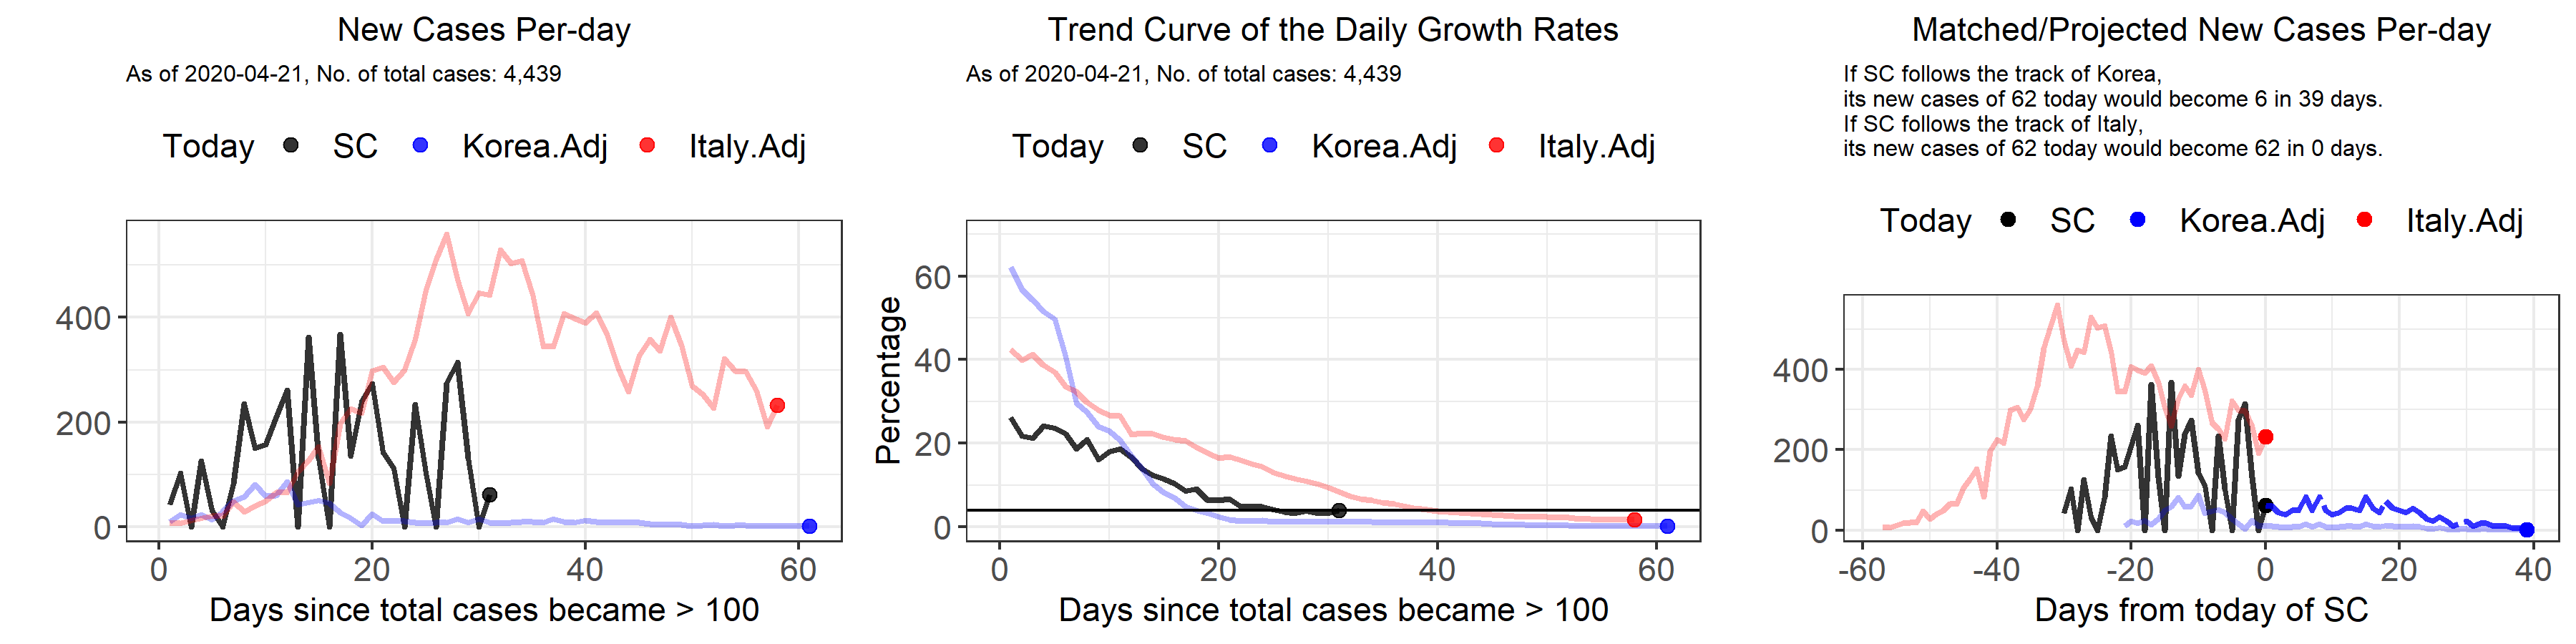 New Cases Per-day
As of 2020-04-21, No. of total cases: 4,439
Today SC Korea.Adj Italy.Adj
400
200
0
0 20 40 60
Days since total cases became > 100
Trend Curve of the Daily Growth Rates
As of 2020-04-21, No. of total cases: 4,439
Today SC Korea.Adj Italy.Adj
Percentage
60
40
20
0
0 20 40 60
Days since total cases became > 100
Matched/Projected New Cases Per-day
If SC follows the track of Korea,
its new cases of 62 today would become 6 in 39 days.
If SC follows the track of Italy,
its new cases of 62 today would become 62 in 0 days.
Today SC Korea.Adj Italy.Adj
400
200
0
-60 -40 -20 0 20 40
Days from today of SC